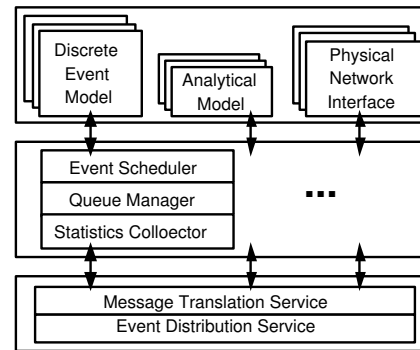 Discrete
Event
Model
Analytical
Model
Physical
Network
Interface
Event Scheduler
Queue Manager
Statistics Colloector
...
Message Translation Service
Event Distribution Service